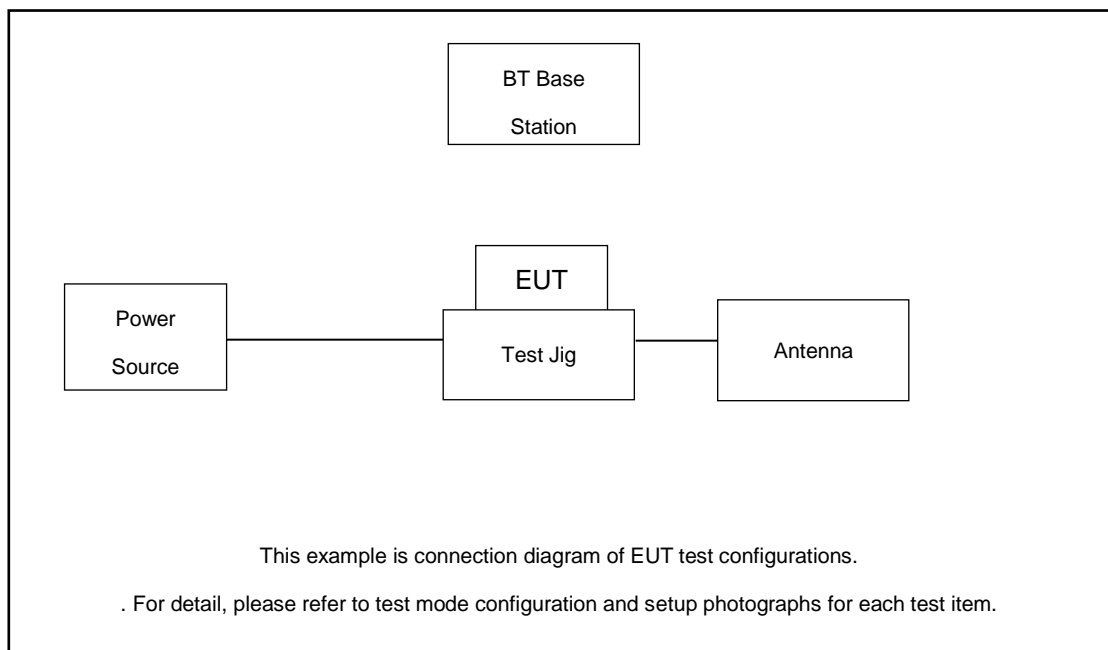 BT Base
Station
EUT
Power
Source
Test Jig
Antenna
This example is connection diagram of EUT test configurations.
. For detail, please refer to test mode configuration and setup photographs for each test item.